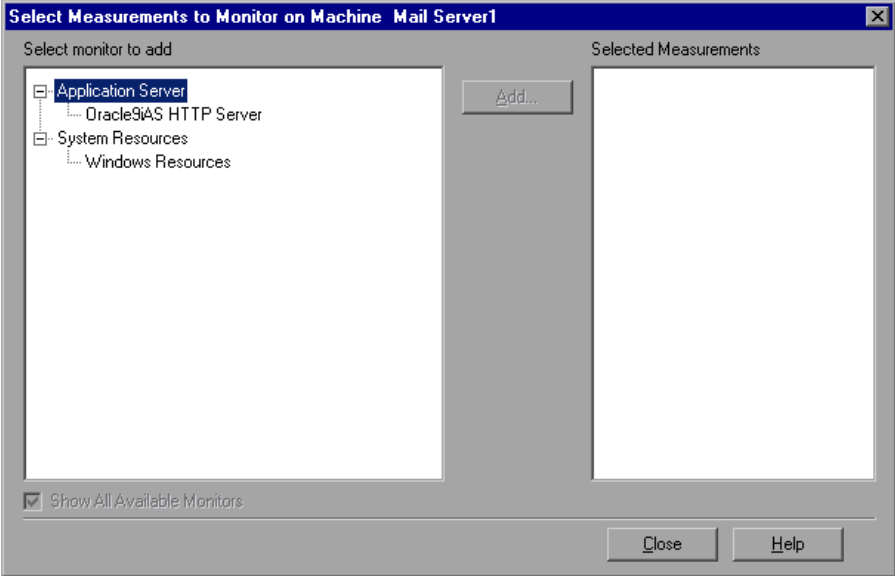 Select Measurements to Monitor on Machine  Mail Server1
Select monitor to add
Selected Measurements
Application Server
Oracle9iAS HTTP Server
System Resources
Windows Resources
Add...
Show All Available Monitors
Close
Help